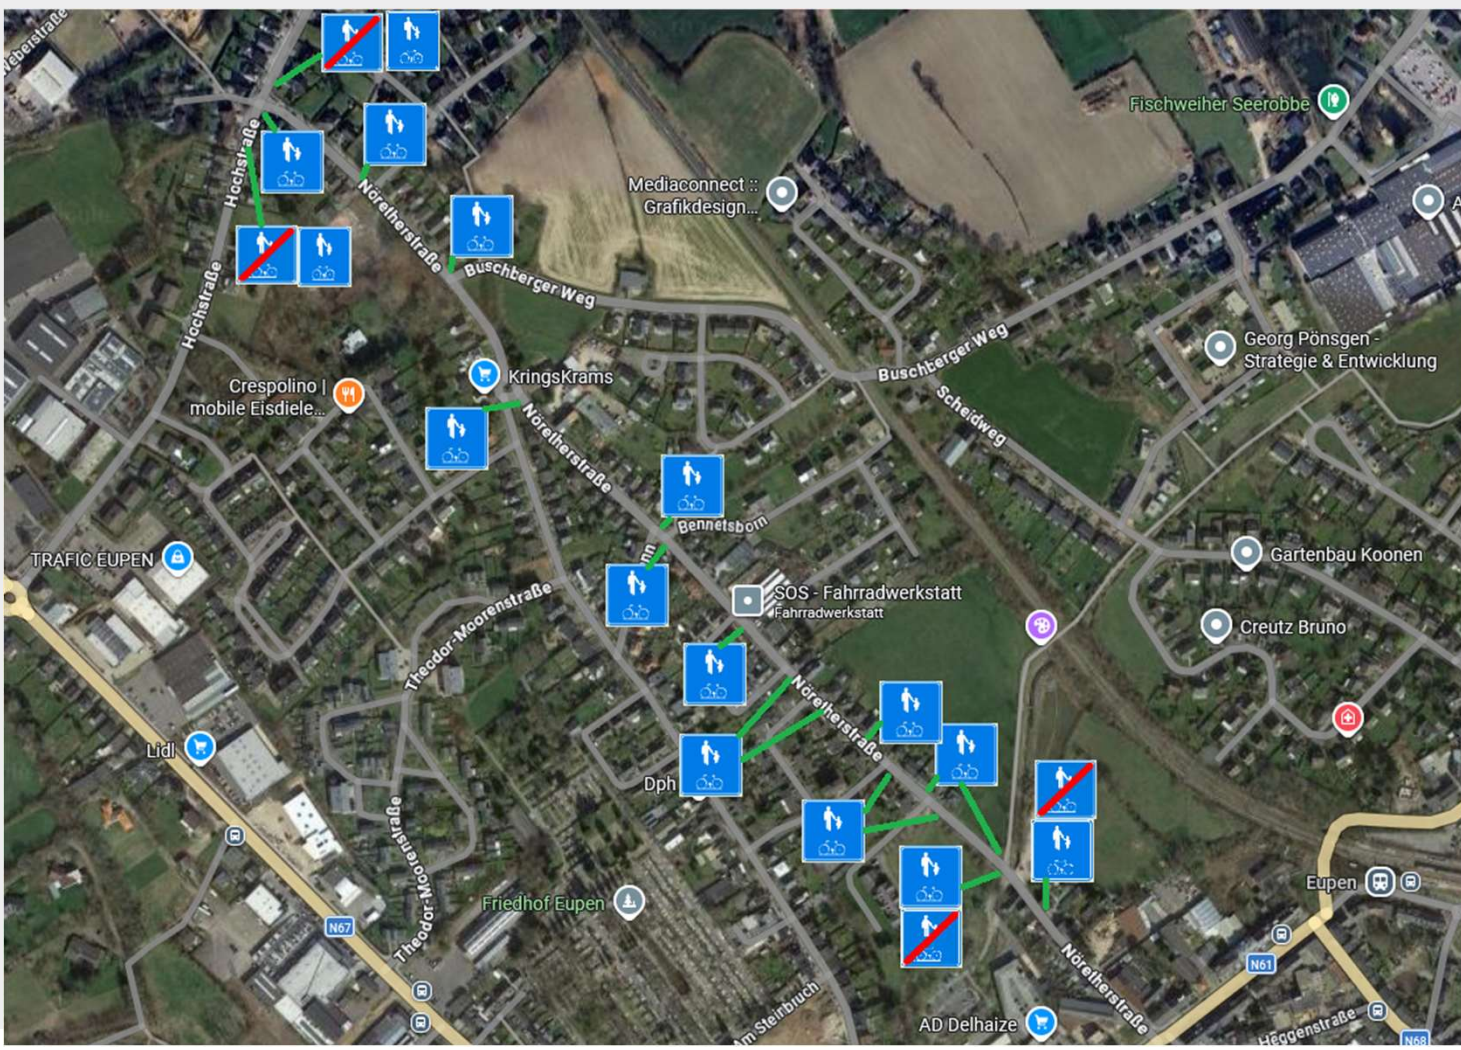 Weberstraße
Fischweiher Seerobbe
Hochstraße
Mediaconnect ::
Grafikdesign...
Nöretherstraße
Buschberger Weg
Hochstraße
Georg Pönsgen -
Strategie & Entwicklung
Buschberger Weg
KringsKrams
Crespolino |
mobile Eisdiele...
Scheidweg
Nöretherstraße
Bennetsborn
TRAFIC EUPEN
nn
Gartenbau Koonen
SOS - Fahrradwerkstatt
Fahrradwerkstatt
Theodor-Moorenstraße
Creutz Bruno
Nöretherstraße
Lidl
Dph
Theodor-Moorenstraße
Eupen
Friedhof Eupen
N67
N61
Nöretherstraße
Am Steinbruch
AD Delhaize
Heggenstraße
N68